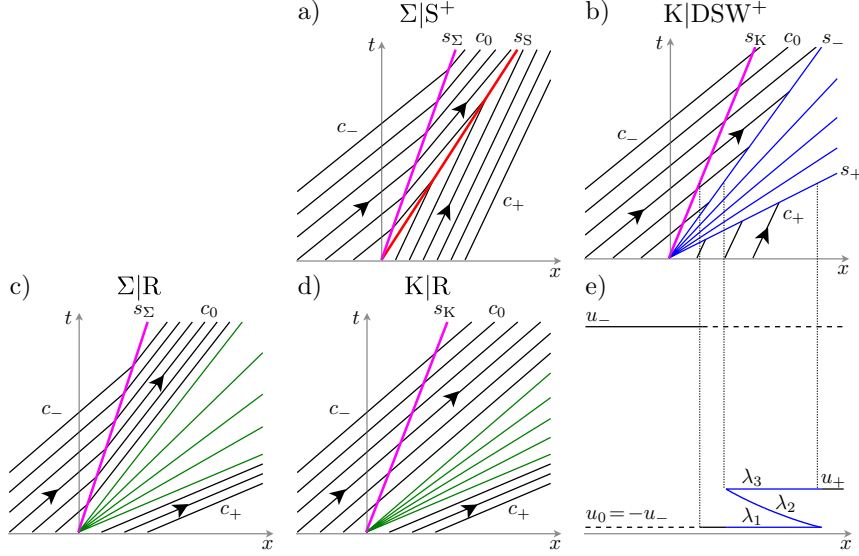 a) Σ|S⁺
t s_Σ c₀ s_S
c₋
c₊
x
b) K|DSW⁺
t s_K c₀ s₋
c₋
s₊
c₊
x
c) Σ|R
t s_Σ c₀
c₋
c₊
x
d) K|R
t s_K c₀
c₋
c₊
x
e)
u₋
λ₃ u₊
λ₂
u₀=−u₋ λ₁
x